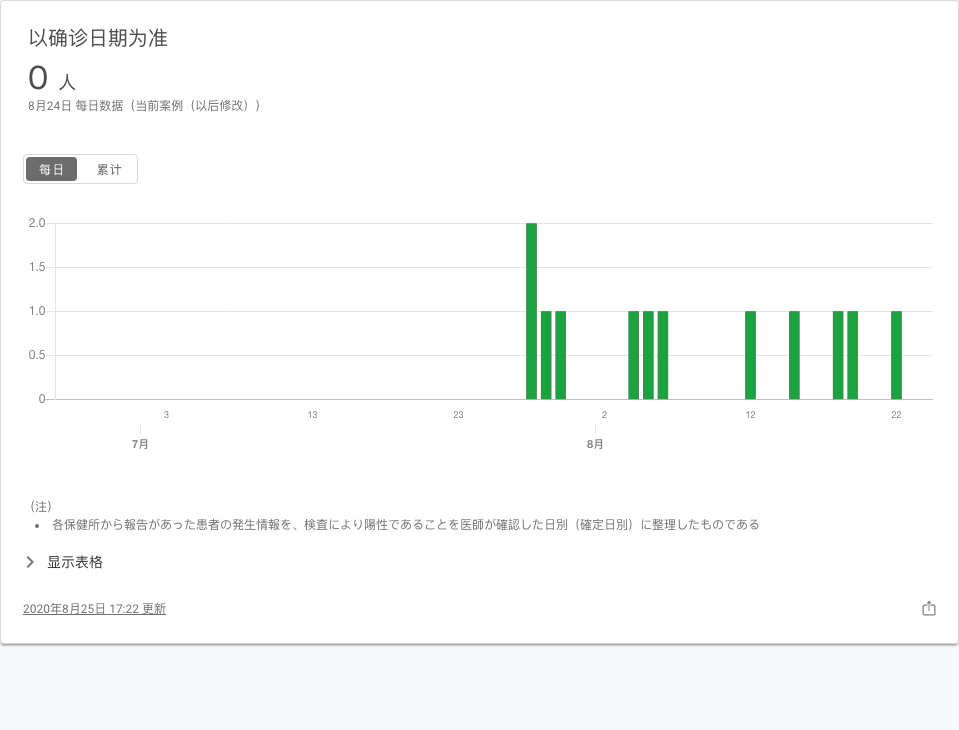 以确诊日期为准
0 人
8月24日 每日数据（当前案例（以后修改））
每日 累计
2.0
1.5
1.0
0.5
0
3 13 23 2 12 22
7月 8月
（注）
• 各保健所から報告があった患者の発生情報を、検査により陽性であることを医師が確認した日別（確定日別）に整理したものである
显示表格
2020年8月25日 17:22 更新